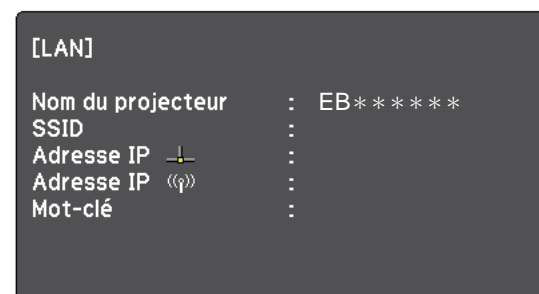 [LAN]
Nom du projecteur : EB******
SSID :
Adresse IP :
Adresse IP :
Mot-clé :